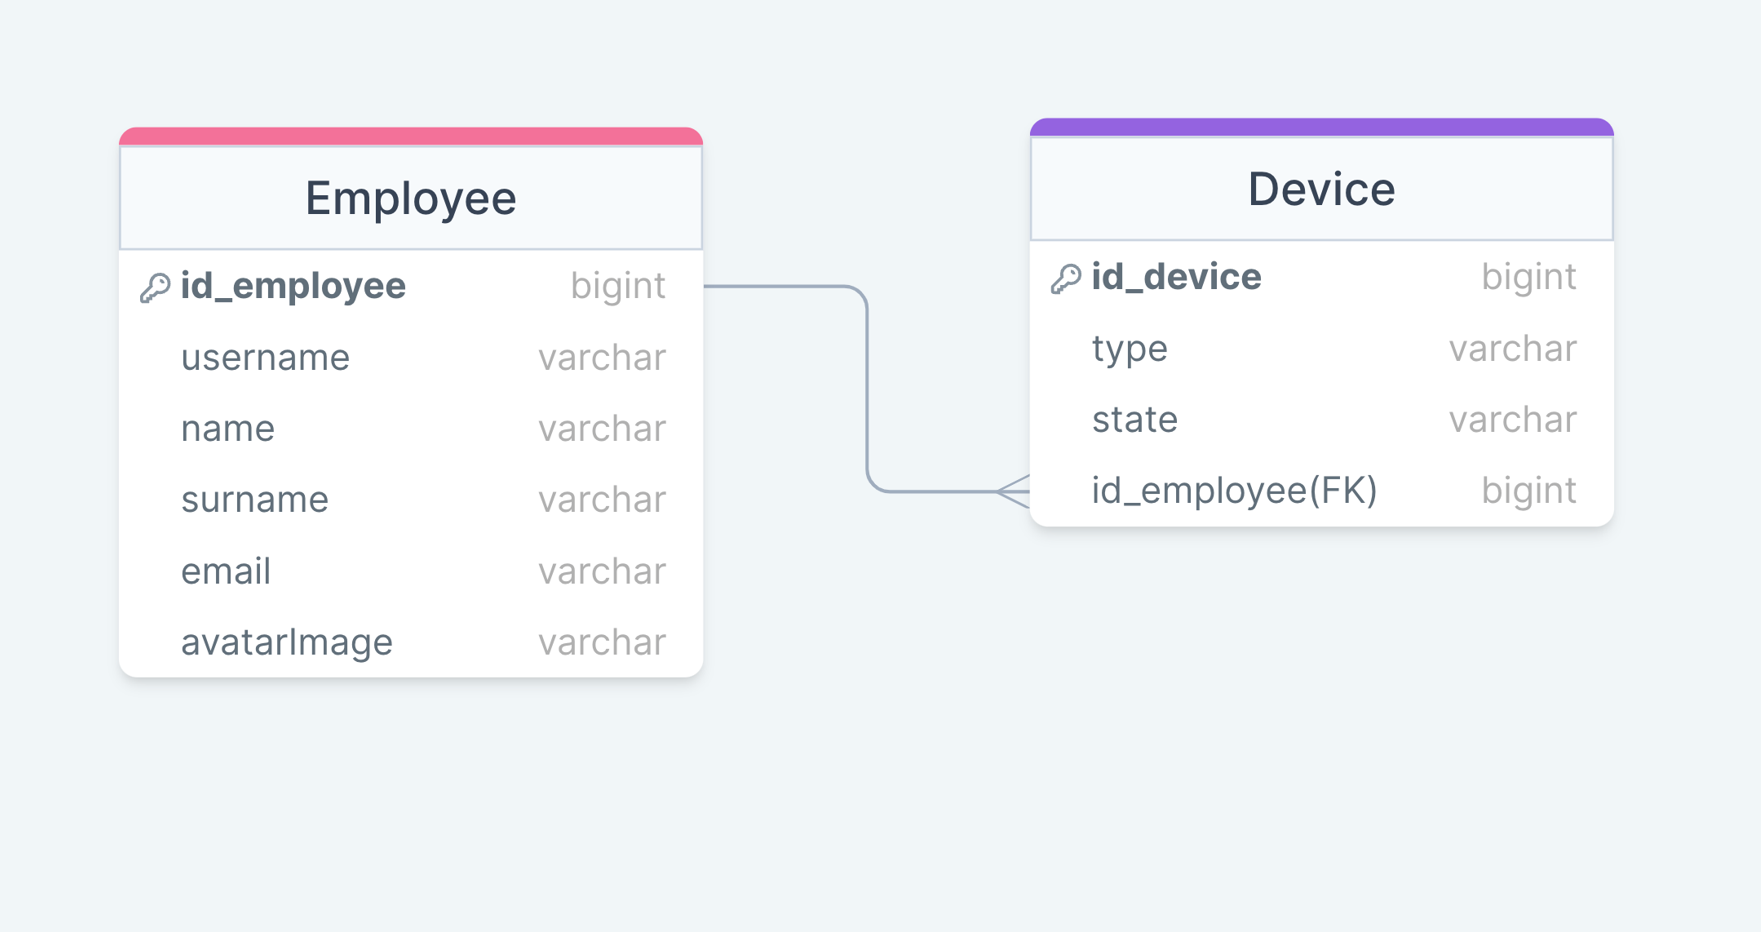 Employee
id_employee bigint
username varchar
name varchar
surname varchar
email varchar
avatarImage varchar
Device
id_device bigint
type varchar
state varchar
id_employee(FK) bigint